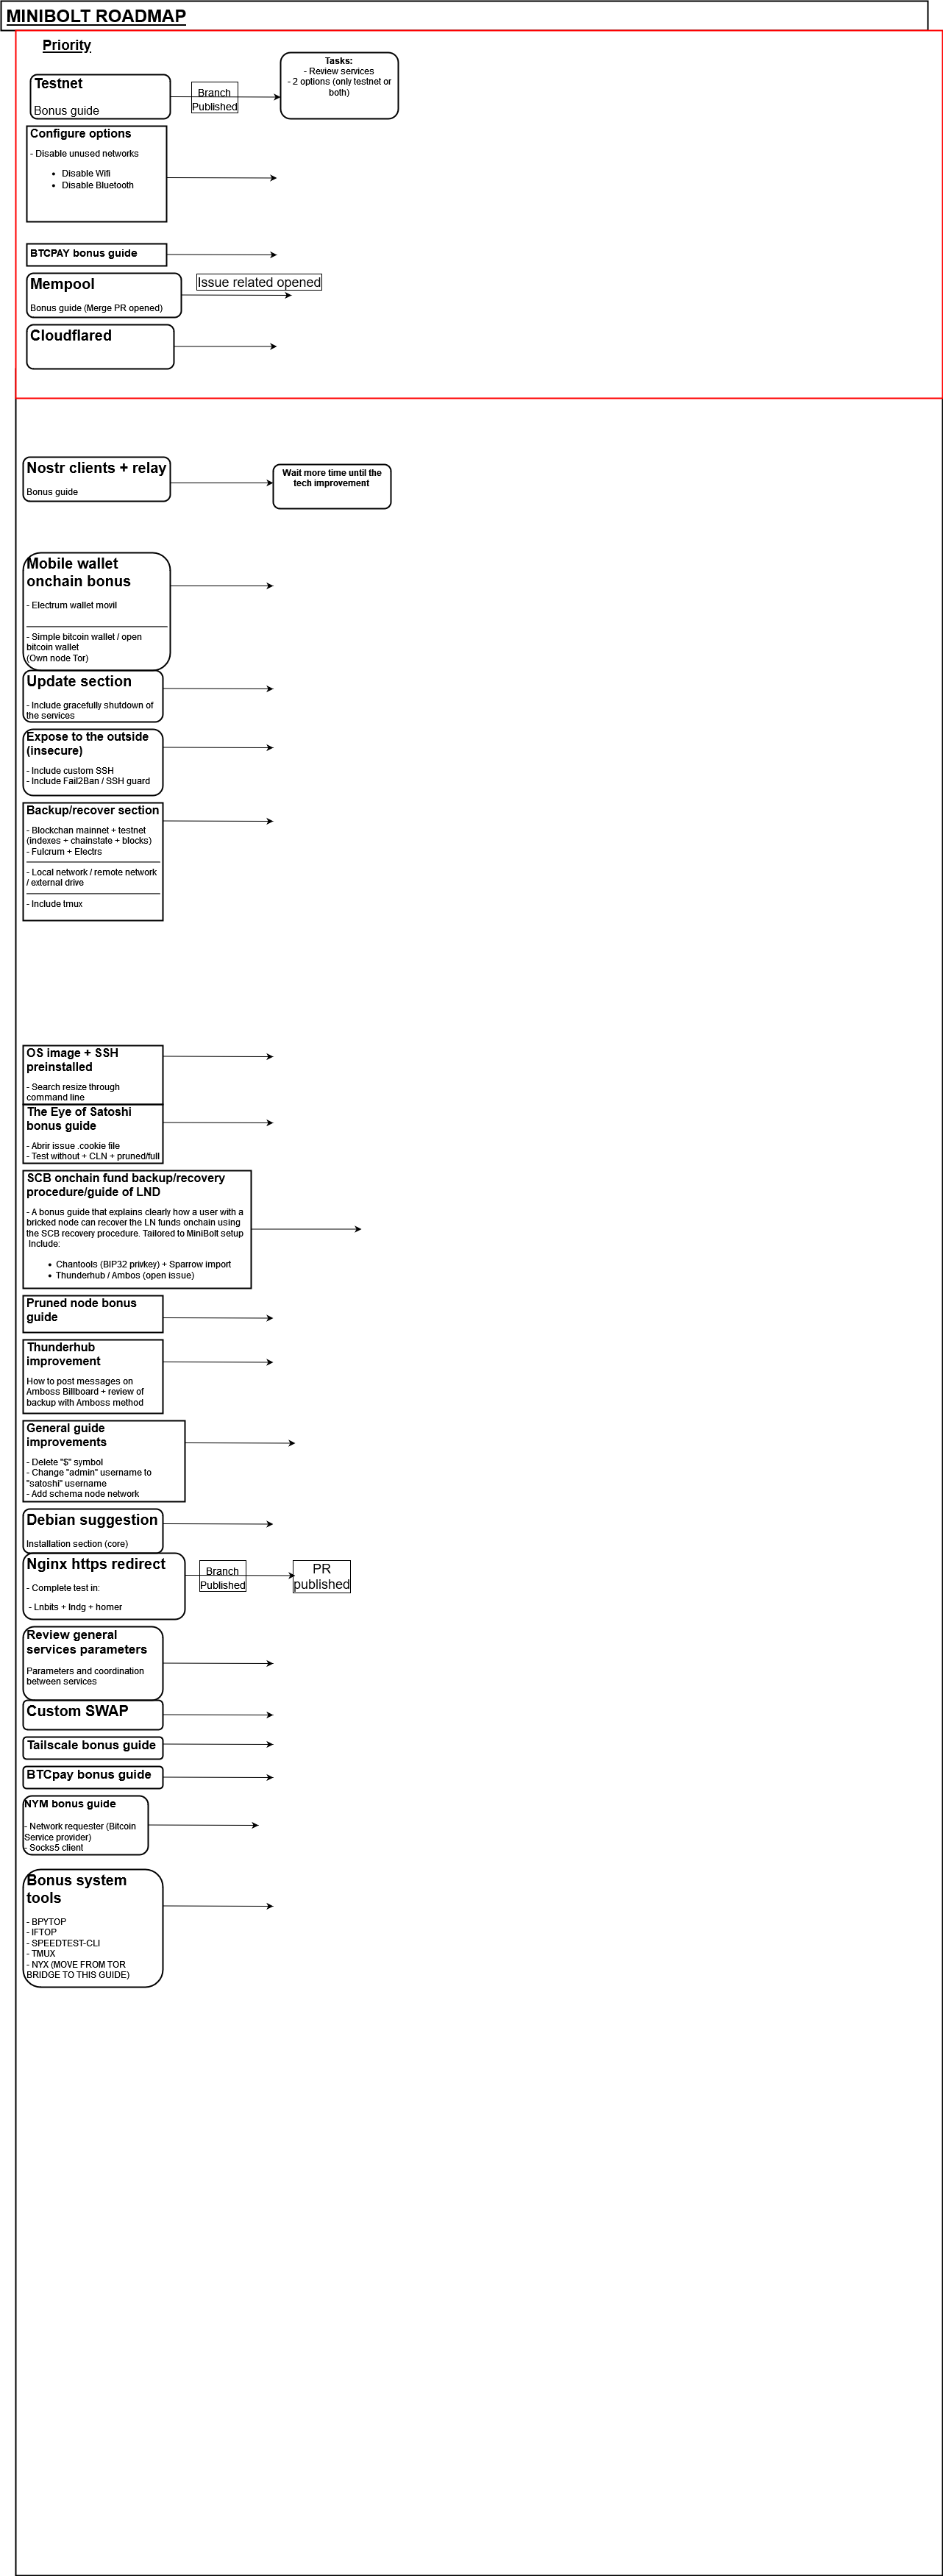 MINIBOLT ROADMAP
Priority
Testnet
Bonus guide
Branch
Published
Tasks:
- Review services
- 2 options (only testnet or
both)
Configure options
- Disable unused networks
• Disable Wifi
• Disable Bluetooth
BTCPAY bonus guide
Mempool
Bonus guide (Merge PR opened)
Issue related opened
Cloudflared
Nostr clients + relay
Bonus guide
Wait more time until the
tech improvement
Mobile wallet
onchain bonus
- Electrum wallet movil
- Simple bitcoin wallet / open
bitcoin wallet
(Own node Tor)
Update section
- Include gracefully shutdown of
the services
Expose to the outside
(insecure)
- Include custom SSH
- Include Fail2Ban / SSH guard
Backup/recover section
- Blockchan mainnet + testnet
(indexes + chainstate + blocks)
- Fulcrum + Electrs
- Local network / remote network
/ external drive
- Include tmux
OS image + SSH
preinstalled
- Search resize through
command line
The Eye of Satoshi
bonus guide
- Abrir issue .cookie file
- Test without + CLN + pruned/full
SCB onchain fund backup/recovery
procedure/guide of LND
- A bonus guide that explains clearly how a user with a
bricked node can recover the LN funds onchain using
the SCB recovery procedure. Tailored to MiniBolt setup
Include:
• Chantools (BIP32 privkey) + Sparrow import
• Thunderhub / Ambos (open issue)
Pruned node bonus
guide
Thunderhub
improvement
How to post messages on
Amboss Billboard + review of
backup with Amboss method
General guide
improvements
- Delete "$" symbol
- Change "admin" username to
"satoshi" username
- Add schema node network
Debian suggestion
Installation section (core)
Nginx https redirect
- Complete test in:
- Lnbits + lndg + homer
Branch
Published
PR
published
Review general
services parameters
Parameters and coordination
between services
Custom SWAP
Tailscale bonus guide
BTCpay bonus guide
NYM bonus guide
- Network requester (Bitcoin
Service provider)
- Socks5 client
Bonus system
tools
- BPYTOP
- IFTOP
- SPEEDTEST-CLI
- TMUX
- NYX (MOVE FROM TOR
BRIDGE TO THIS GUIDE)